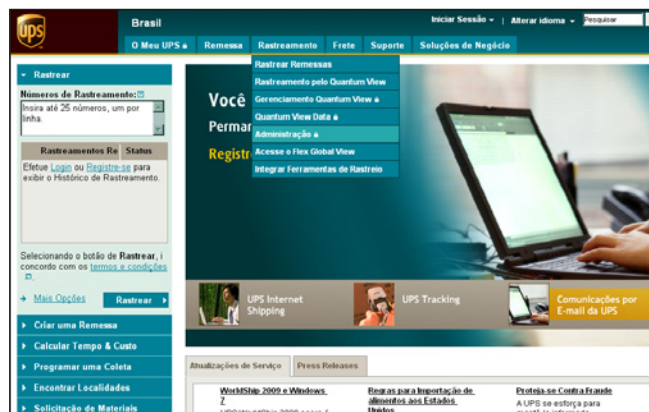 ups
Brasil
Iniciar Sessão
|
Alterar idioma
Pesquisar
O Meu UPS
Remessa
Rastreamento
Frete
Suporte
Soluções de Negócio
Rastrear Remessas
Rastreamento pelo Quantum View
Gerenciamento Quantum View
Quantum View Data
Administração
Acesse o Flex Global View
Integrar Ferramentas de Rastreio
Rastrear
Números de Rastreamento:
Insira até 25 números, um por
linha.
Rastreamentos Re Status
Efetue Login ou Registre-se para
exibir o Histórico de Rastreamento.
Selecionando o botão de Rastrear, i
concordo com os termos e condições
.
Mais Opções
Rastrear
Criar uma Remessa
Calcular Tempo & Custo
Programar uma Coleta
Encontrar Localidades
Solicitação de Materiais
Você
Permar
Registr
UPS Internet
Shipping
UPS Tracking
Comunicações por
E-mail da UPS
Atualizações de Serviço
Press Releases
WorldShip 2009 e Windows
7
Regras para Importação de
alimentos aos Estados
Unidos
Proteja-se Contra Fraude
A UPS se esforça para